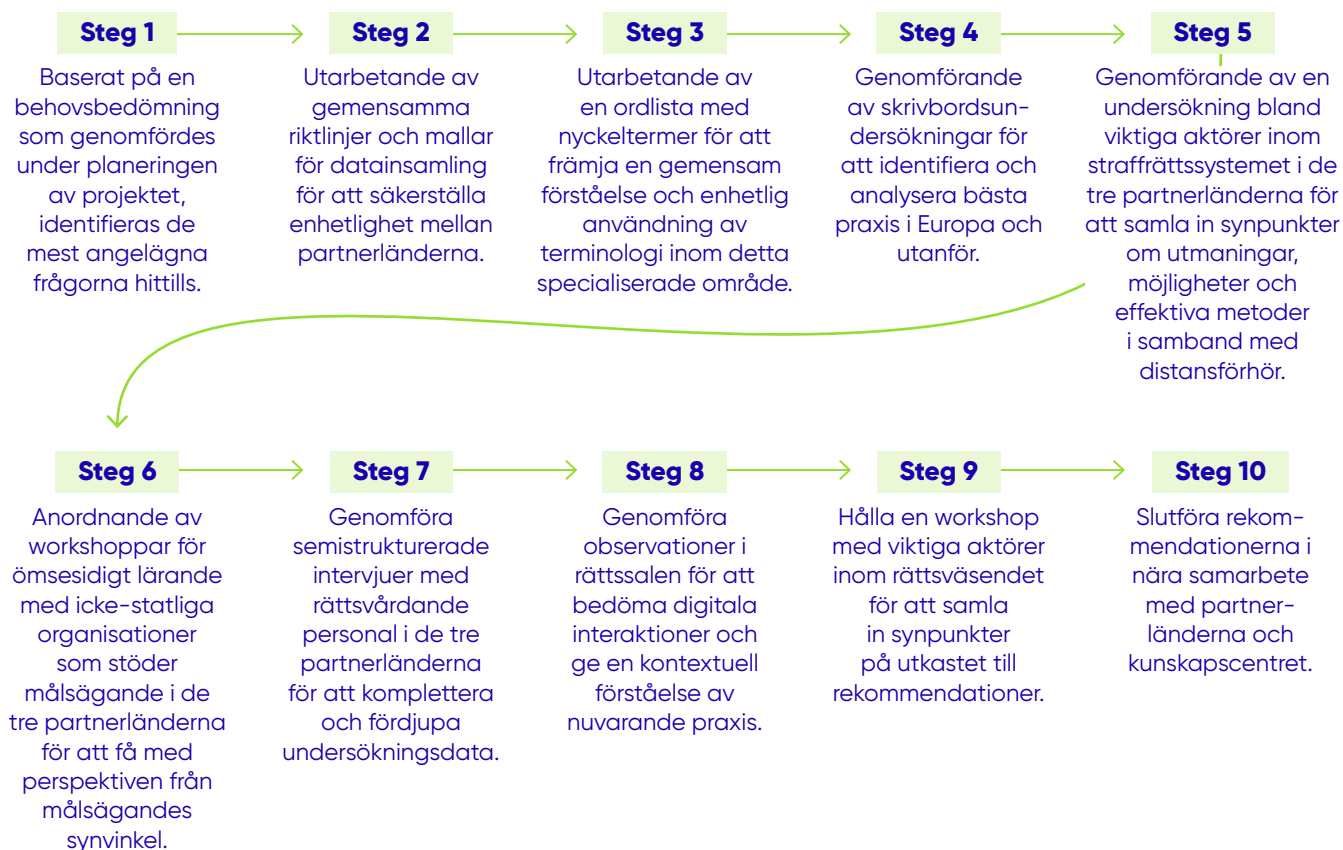 Steg 1
Baserat på en
behovsbedömning
som genomfördes
under planeringen
av projektet,
identifieras de
mest angelägna
frågorna hittills.
Steg 2
Utarbetande av
gemensamma
riktlinjer och mallar
för datainsamling
för att säkerställa
enhetlighet mellan
partnerländerna.
Steg 3
Utarbetande av
en ordlista med
nyckeltermer för att
främja en gemensam
förståelse och enhetlig
användning av
terminologi inom detta
specialiserade område.
Steg 4
Genomförande
av skrivbordsun-
dersökningar för
att identifiera och
analysera bästa
praxis i Europa och
utanför.
Steg 5
Genomförande av en
undersökning bland
viktiga aktörer inom
straffrättssystemet i de
tre partnerländerna för
att samla in synpunkter
om utmaningar,
möjligheter och
effektiva metoder
i samband med
distansförhör.
Steg 6
Anordnande av
workshoppar för
ömsesidigt lärande
med icke-statliga
organisationer
som stöder
målsägande i de
tre partnerländerna
för att få med
perspektiven från
målsägandes
synvinkel.
Steg 7
Genomföra
semistrukturerade
intervjuer med
rättsvårdande
personal i de tre
partnerländerna
för att komplettera
och fördjupa
undersökningsdata.
Steg 8
Genomföra
observationer i
rättssalen för att
bedöma digitala
interaktioner och
ge en kontextuell
förståelse av
nuvarande praxis.
Steg 9
Hålla en workshop
med viktiga aktörer
inom rättsväsendet
för att samla
in synpunkter
på utkastet till
rekommendationer.
Steg 10
Slutföra rekom-
mendationerna i
nära samarbete
med partner-
länderna och
kunskapscentret.